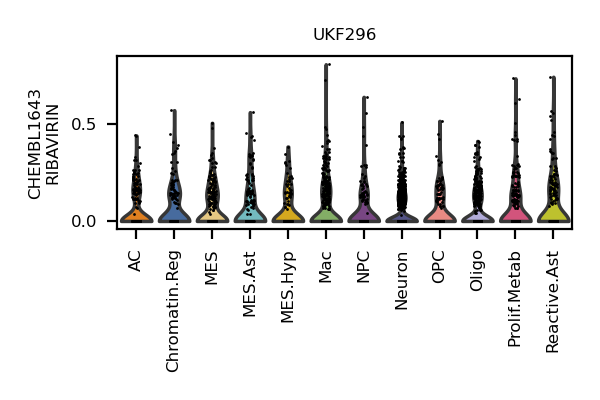 UKF296
CHEMBL1643
RIBAVIRIN
0.5
0.0
AC
Chromatin.Reg
MES
MES.Ast
MES.Hyp
Mac
NPC
Neuron
OPC
Oligo
Prolif.Metab
Reactive.Ast